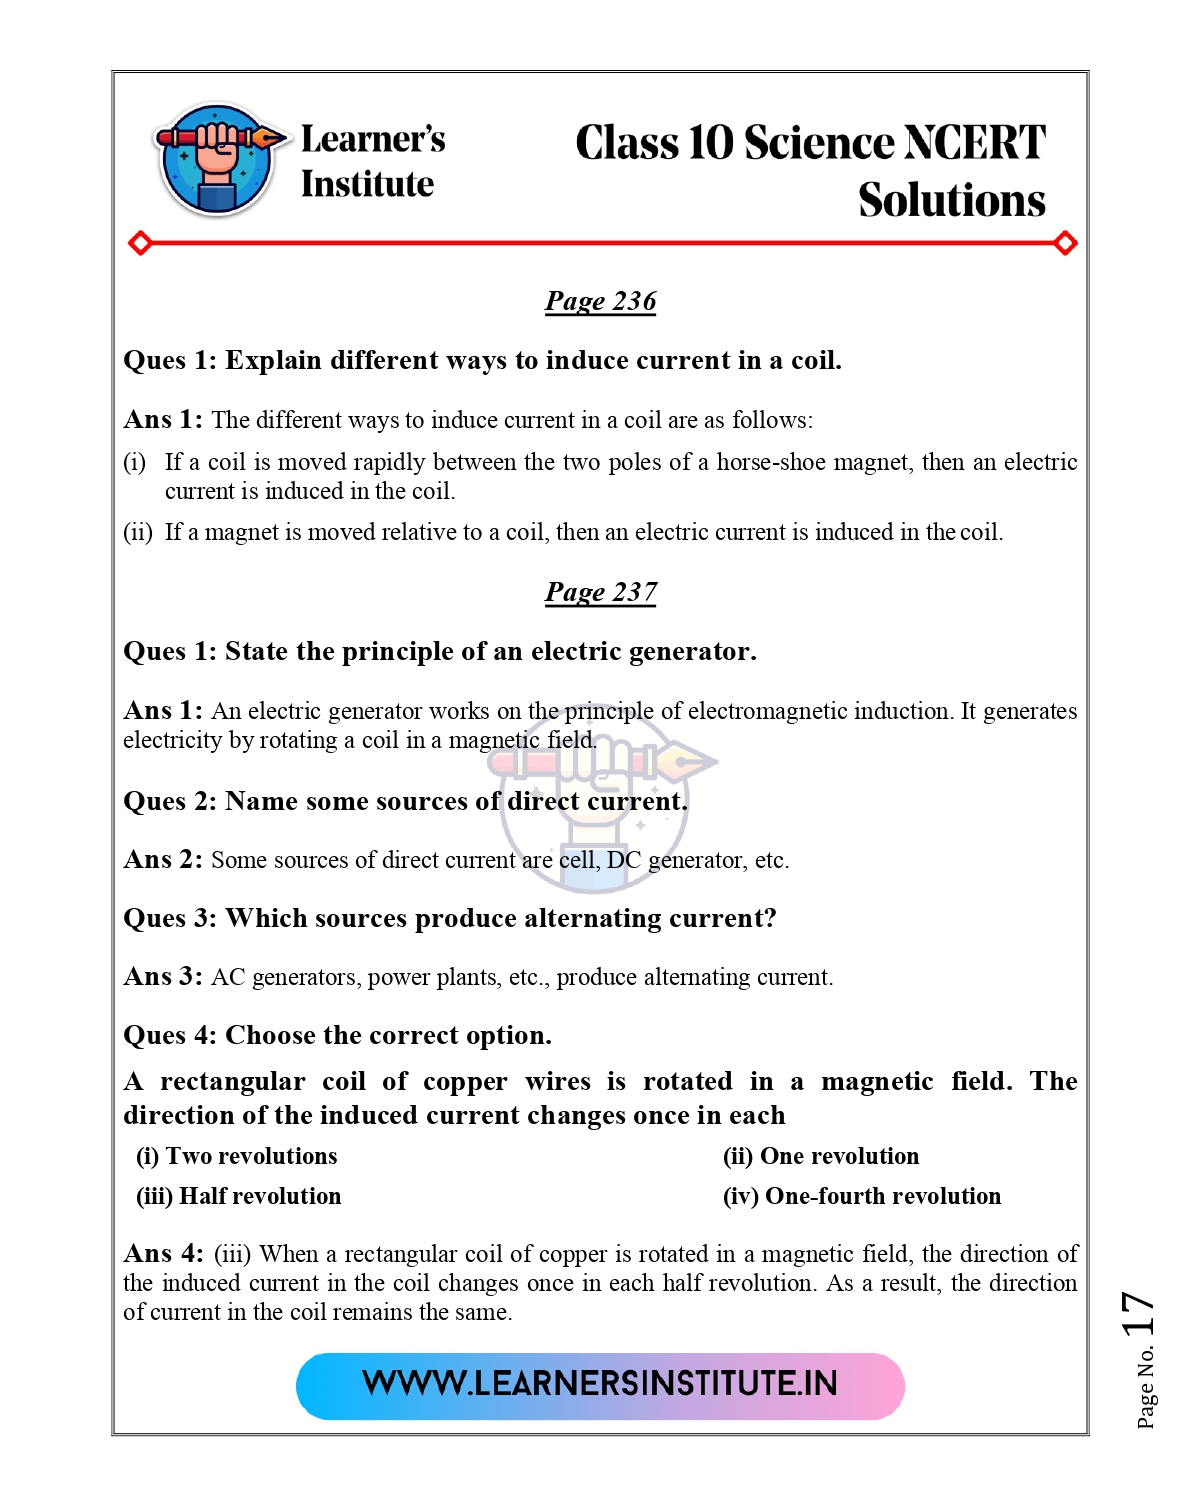 Learner's
Institute
Class 10 Science NCERT
Solutions
Page 236
Ques 1: Explain different ways to induce current in a coil.
Ans 1: The different ways to induce current in a coil are as follows:
(i) If a coil is moved rapidly between the two poles of a horse-shoe magnet, then an electric
current is induced in the coil.
(ii) If a magnet is moved relative to a coil, then an electric current is induced in the coil.
Page 237
Ques 1: State the principle of an electric generator.
Ans 1: An electric generator works on the principle of electromagnetic induction. It generates
electricity by rotating a coil in a magnetic field.
Ques 2: Name some sources of direct current.
Ans 2: Some sources of direct current are cell, DC generator, etc.
Ques 3: Which sources produce alternating current?
Ans 3: AC generators, power plants, etc., produce alternating current.
Ques 4: Choose the correct option.
A rectangular coil of copper wires is rotated in a magnetic field. The
direction of the induced current changes once in each
(i) Two revolutions (ii) One revolution
(iii) Half revolution (iv) One-fourth revolution
Ans 4: (iii) When a rectangular coil of copper is rotated in a magnetic field, the direction of
the induced current in the coil changes once in each half revolution. As a result, the direction
of current in the coil remains the same.
WWW.LEARNERSINSTITUTE.IN
Page No. 17